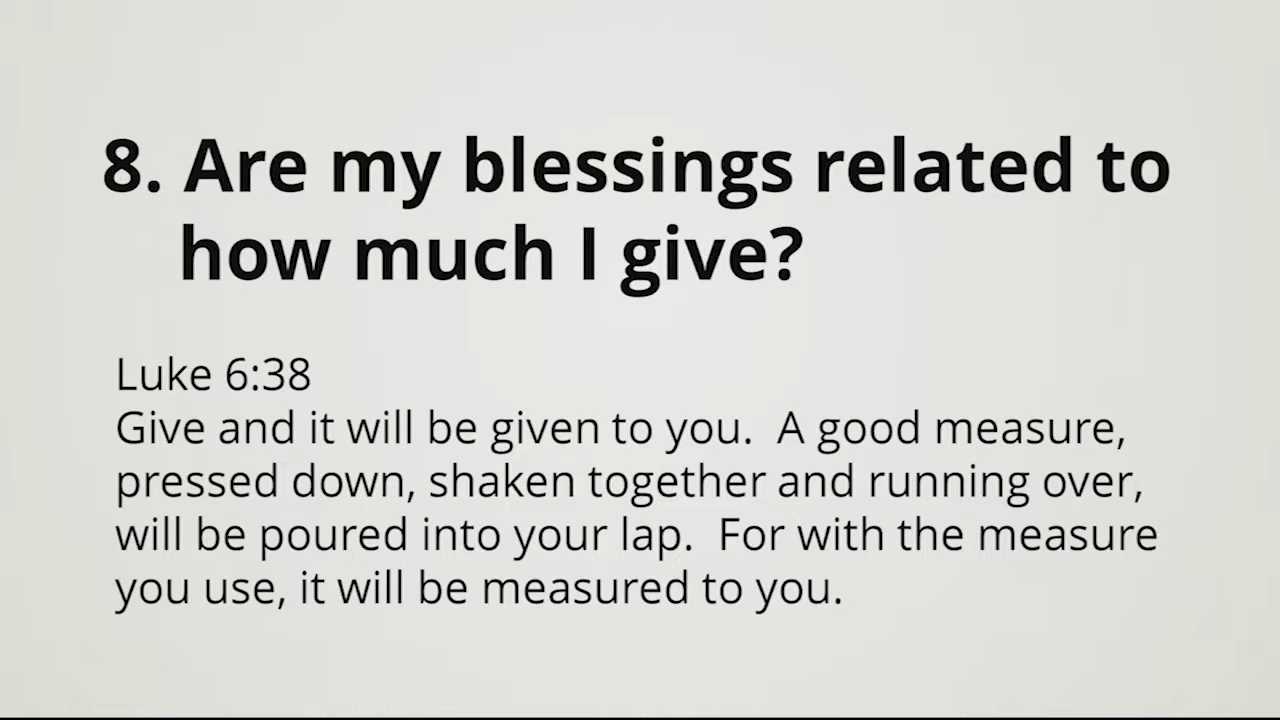 8. Are my blessings related to
how much I give?
Luke 6:38
Give and it will be given to you.  A good measure,
pressed down, shaken together and running over,
will be poured into your lap.  For with the measure
you use, it will be measured to you.